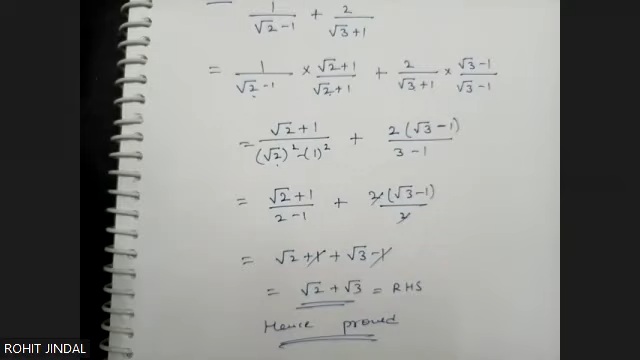 1/(√2-1) + 2/(√3+1)
= 1/(√2-1) × (√2+1)/(√2+1) + 2/(√3+1) × (√3-1)/(√3-1)
= (√2+1)/((√2)²-(1)²) + 2(√3-1)/(3-1)
= (√2+1)/(2-1) + 2(√3-1)/2
= √2+1+√3-1
= √2+√3 = RHS
Hence proved
ROHIT JINDAL